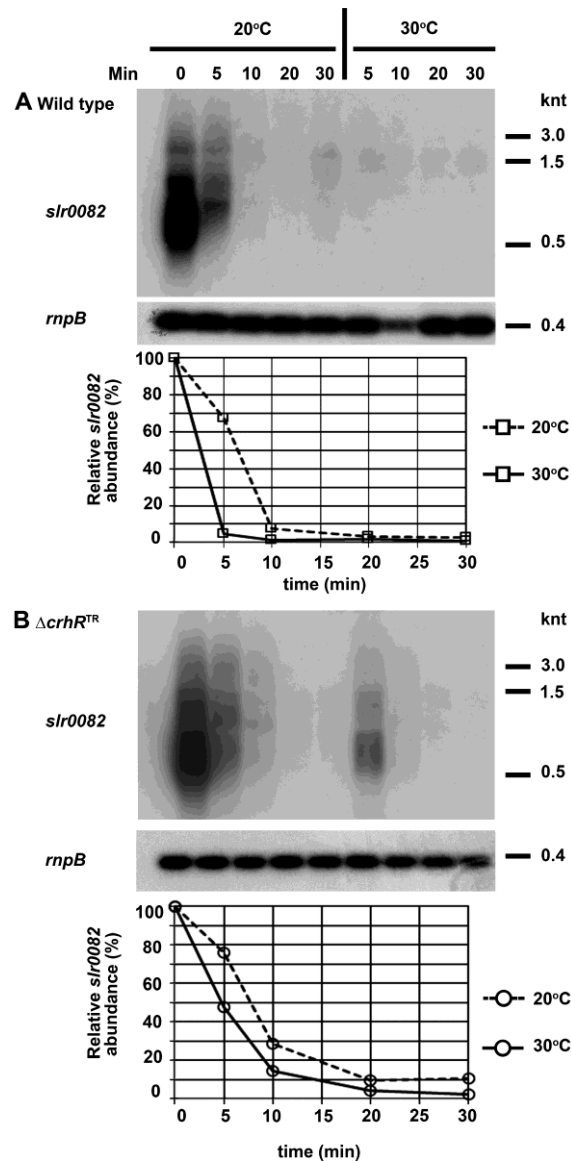 20°C 30°C
Min 0 5 10 20 30 5 10 20 30
A Wild type knt
3.0
1.5
slr0082
0.5
rnpB 0.4
100
80
60
40
20
0
Relative slr0082
abundance (%)
20°C
30°C
0 5 10 15 20 25 30
time (min)
B ΔcrhR^TR knt
3.0
1.5
slr0082
0.5
rnpB 0.4
100
80
60
40
20
0
Relative slr0082
abundance (%)
20°C
30°C
0 5 10 15 20 25 30
time (min)